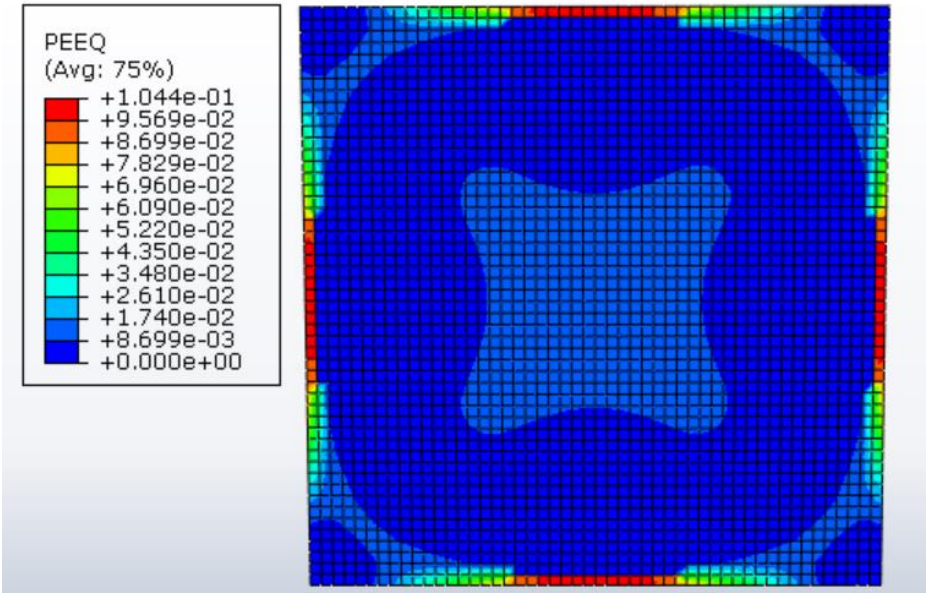 PEEQ
(Avg: 75%)
+1.044e-01
+9.569e-02
+8.699e-02
+7.829e-02
+6.960e-02
+6.090e-02
+5.220e-02
+4.350e-02
+3.480e-02
+2.610e-02
+1.740e-02
+8.699e-03
+0.000e+00